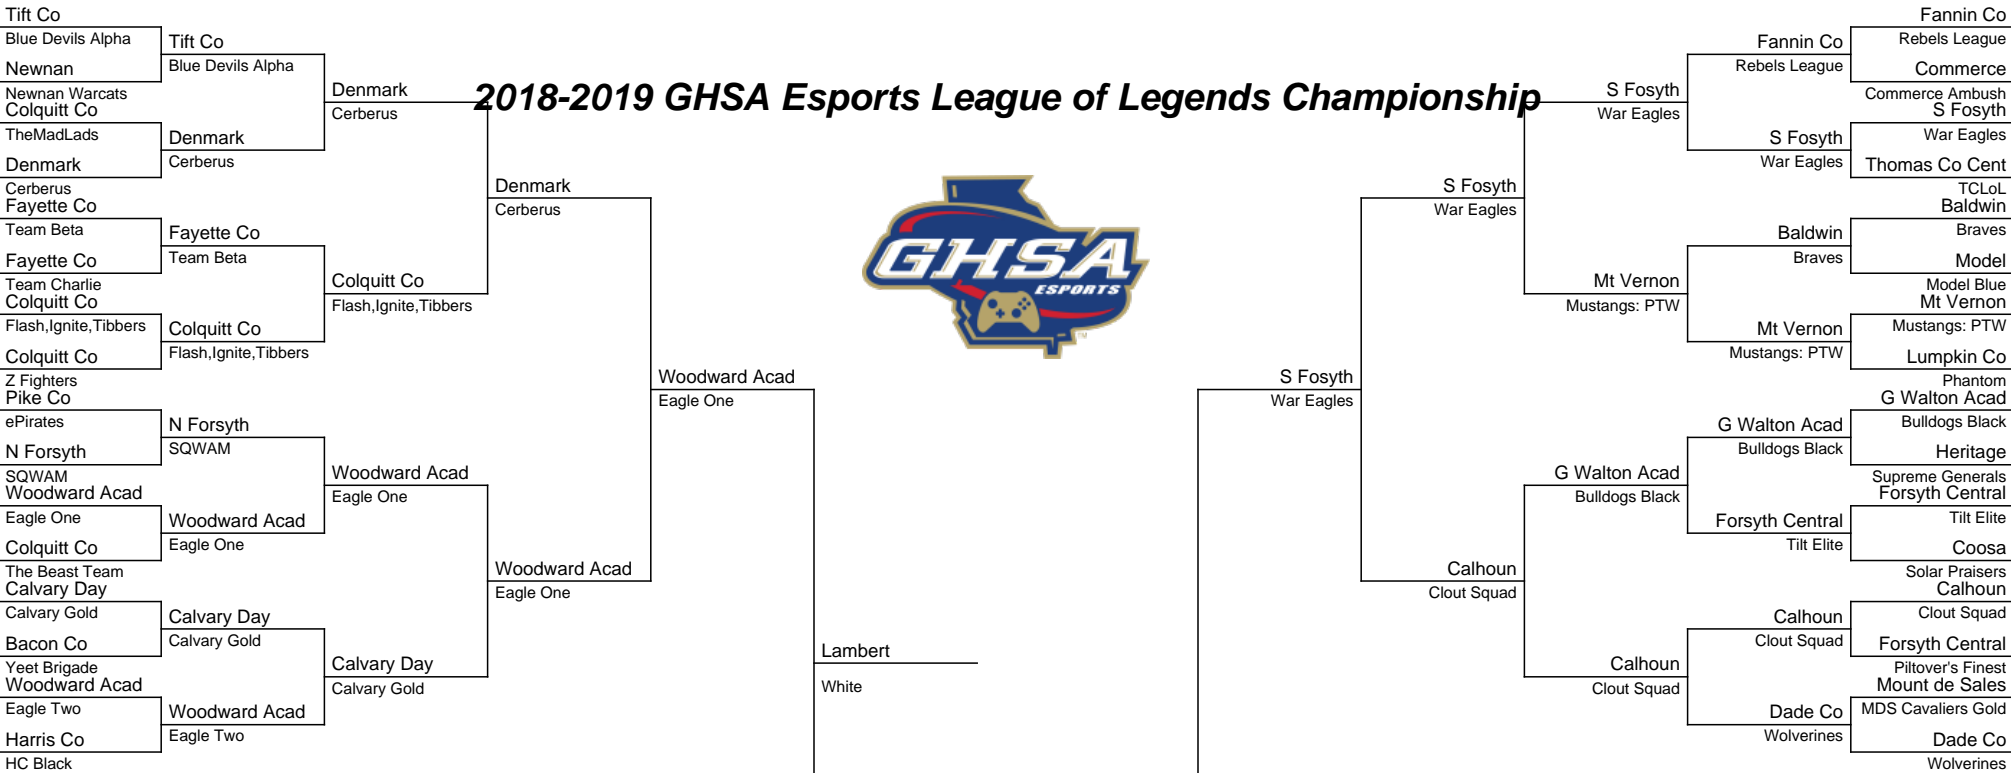 2018-2019 GHSA Esports League of Legends Championship
Tift Co
Blue Devils Alpha
Newnan
Newnan Warcats
Colquitt Co
TheMadLads
Denmark
Cerberus
Fayette Co
Team Beta
Fayette Co
Team Charlie
Colquitt Co
Flash,Ignite,Tibbers
Colquitt Co
Z Fighters
Pike Co
ePirates
N Forsyth
SQWAM
Woodward Acad
Eagle One
Colquitt Co
The Beast Team
Calvary Day
Calvary Gold
Bacon Co
Yeet Brigade
Woodward Acad
Eagle Two
Harris Co
HC Black
Tift Co
Blue Devils Alpha
Denmark
Cerberus
Fayette Co
Team Beta
Colquitt Co
Flash,Ignite,Tibbers
N Forsyth
SQWAM
Woodward Acad
Eagle One
Calvary Day
Calvary Gold
Woodward Acad
Eagle Two
Denmark
Cerberus
Colquitt Co
Flash,Ignite,Tibbers
Woodward Acad
Eagle One
Calvary Day
Calvary Gold
Denmark
Cerberus
Woodward Acad
Eagle One
Woodward Acad
Eagle One
Lambert
White
GHSA
ESPORTS
S Fosyth
War Eagles
S Fosyth
War Eagles
Calhoun
Clout Squad
S Fosyth
War Eagles
Mt Vernon
Mustangs: PTW
G Walton Acad
Bulldogs Black
Calhoun
Clout Squad
Fannin Co
Rebels League
S Fosyth
War Eagles
Baldwin
Braves
Mt Vernon
Mustangs: PTW
G Walton Acad
Bulldogs Black
Forsyth Central
Tilt Elite
Calhoun
Clout Squad
Dade Co
Wolverines
Fannin Co
Rebels League
Commerce
Commerce Ambush
S Fosyth
War Eagles
Thomas Co Cent
TCLoL
Baldwin
Braves
Model
Model Blue
Mt Vernon
Mustangs: PTW
Lumpkin Co
Phantom
G Walton Acad
Bulldogs Black
Heritage
Supreme Generals
Forsyth Central
Tilt Elite
Coosa
Solar Praisers
Calhoun
Clout Squad
Forsyth Central
Piltover's Finest
Mount de Sales
MDS Cavaliers Gold
Dade Co
Wolverines